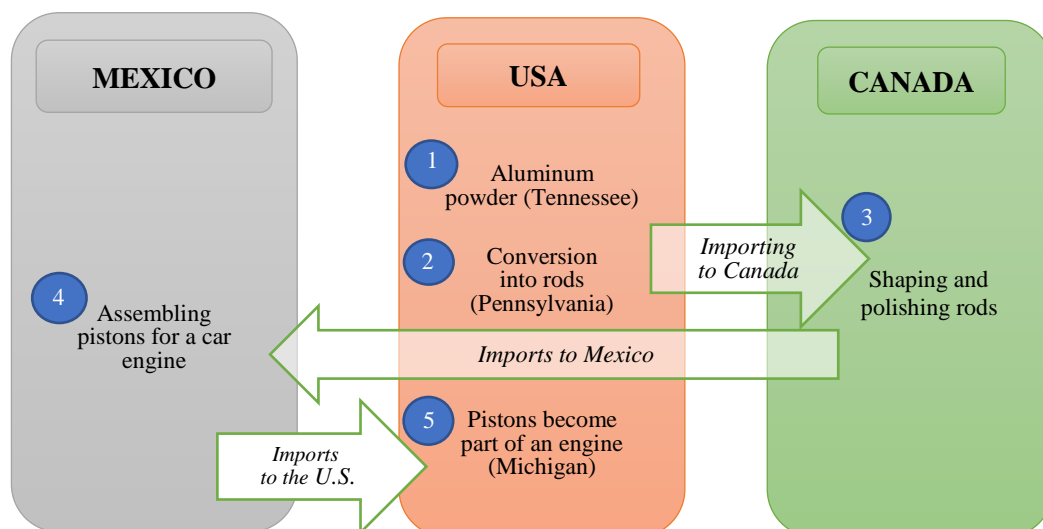 MEXICO
USA
CANADA
1
Aluminum
powder (Tennessee)
2
Conversion
into rods
(Pennsylvania)
Importing
to Canada
3
Shaping and
polishing rods
Imports to Mexico
4
Assembling
pistons for a car
engine
Imports
to the U.S.
5
Pistons become
part of an engine
(Michigan)